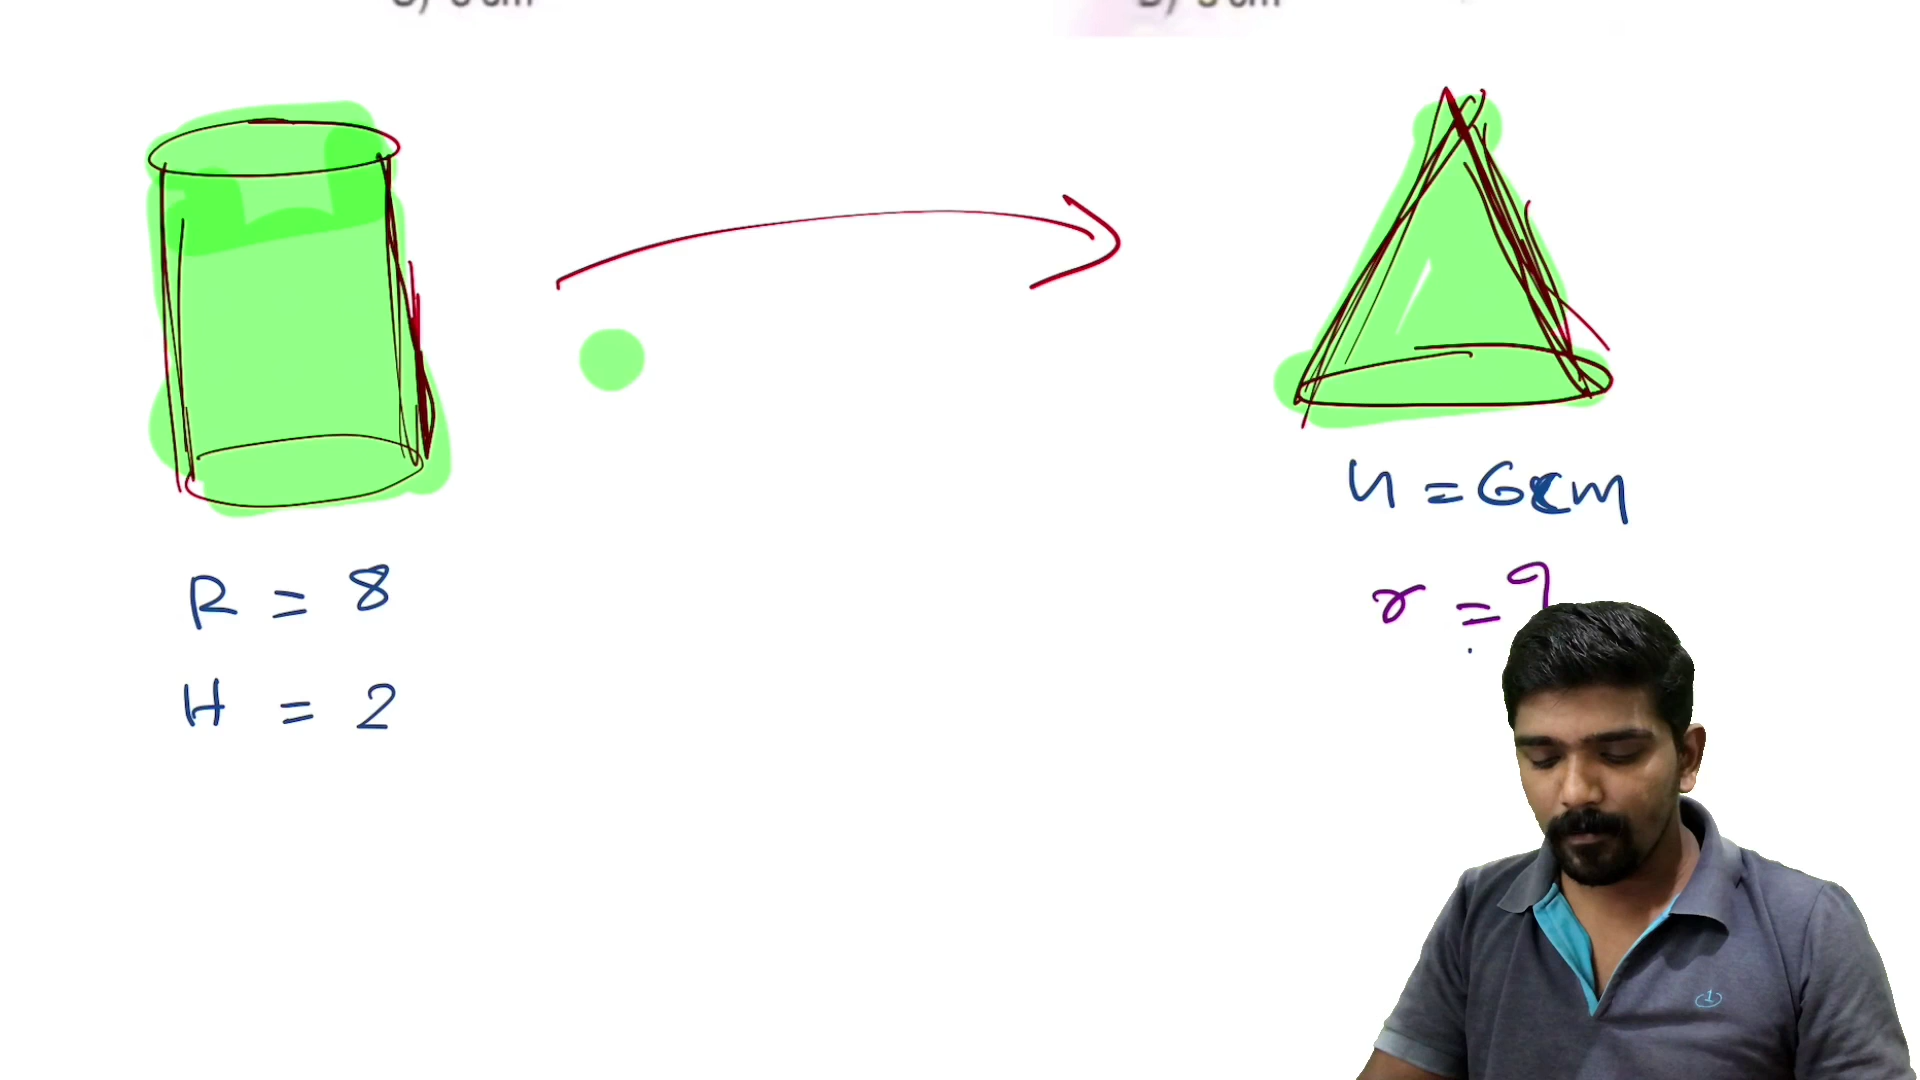 R = 8
H = 2
h = 6cm
r = ?